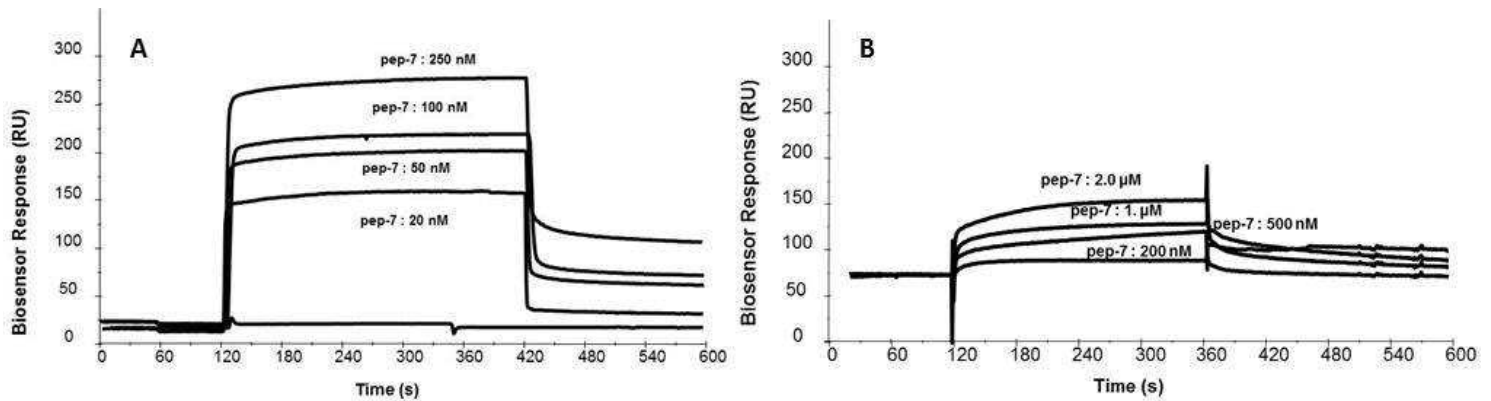 A
Biosensor Response (RU)
300
250
200
150
100
50
0
pep-7 : 250 nM
pep-7 : 100 nM
pep-7 : 50 nM
pep-7 : 20 nM
0 60 120 180 240 300 360 420 480 540 600
Time (s)
B
Biosensor Response (RU)
300
250
200
150
100
50
0
pep-7 : 2.0 µM
pep-7 : 1. µM
pep-7 : 500 nM
pep-7 : 200 nM
0 60 120 180 240 300 360 420 480 540 600
Time (s)